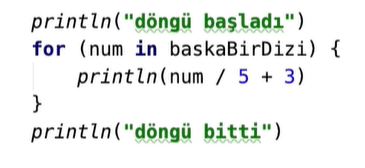 println("döngü başladı")
for (num in baskaBirDizi) {
    println(num / 5 + 3)
}
println("döngü bitti")